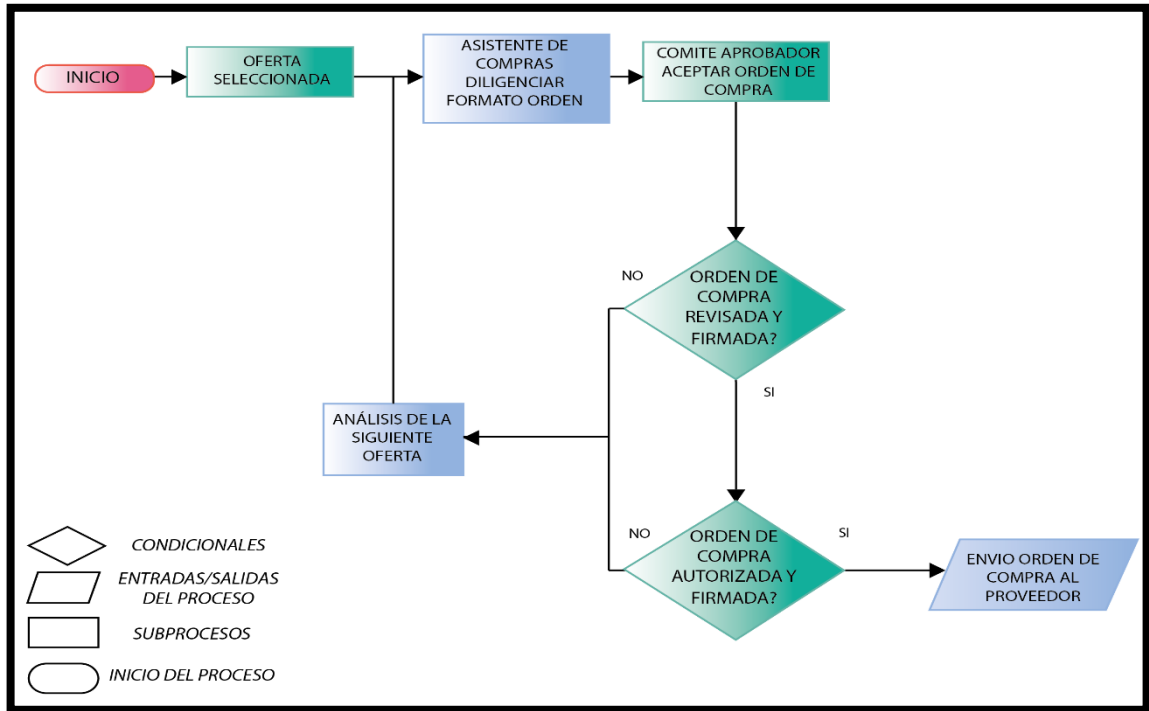 INICIO
OFERTA
SELECCIONADA
ASISTENTE DE
COMPRAS
DILIGENCIAR
FORMATO ORDEN
COMITE APROBADOR
ACEPTAR ORDEN DE
COMPRA
NO
ORDEN DE
COMPRA
REVISADA Y
FIRMADA?
SI
ANÁLISIS DE LA
SIGUIENTE
OFERTA
NO
ORDEN DE
COMPRA
AUTORIZADA Y
FIRMADA?
SI
ENVIO ORDEN DE
COMPRA AL
PROVEEDOR
CONDICIONALES
ENTRADAS/SALIDAS
DEL PROCESO
SUBPROCESOS
INICIO DEL PROCESO